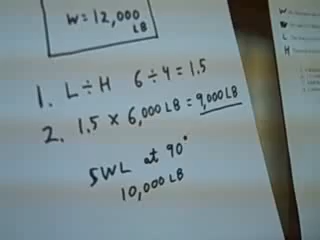 W = 12,000
LB
1. L ÷ H 6 ÷ 4 = 1.5
2. 1.5 × 6,000 LB = 9,000 LB
SWL at 90°
10,000 LB
W
L
H